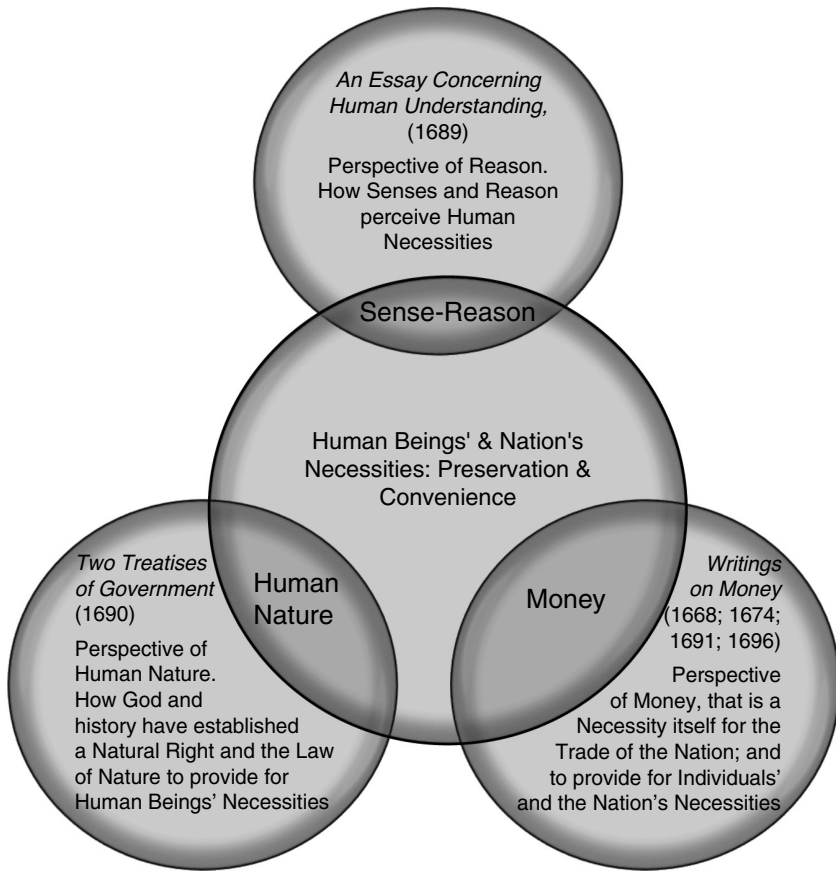 An Essay Concerning
Human Understanding,
(1689)
Perspective of Reason.
How Senses and Reason
perceive Human
Necessities
Sense-Reason
Human Beings' & Nation's
Necessities: Preservation &
Convenience
Two Treatises
of Government
(1690)
Perspective of
Human Nature.
How God and
history have established
a Natural Right and the Law
of Nature to provide for
Human Beings’ Necessities
Human
Nature
Money
Writings
on Money
(1668; 1674;
1691; 1696)
Perspective
of Money, that is a
Necessity itself for the
Trade of the Nation; and
to provide for Individuals’
and the Nation’s Necessities